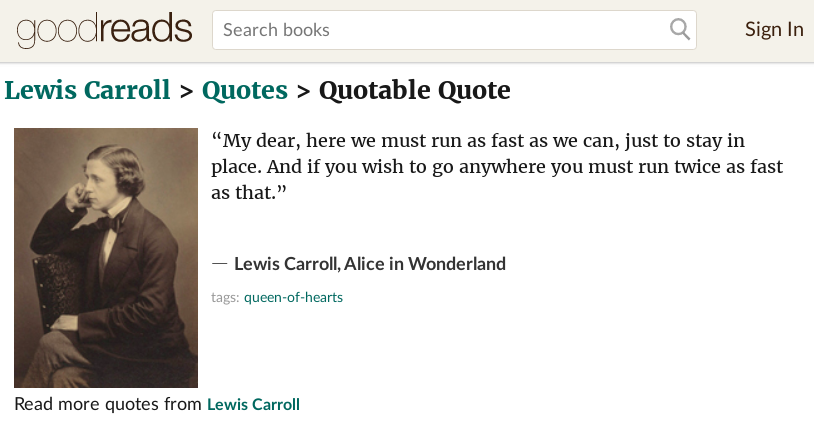 goodreads
Search books
Sign In
Lewis Carroll > Quotes > Quotable Quote
“My dear, here we must run as fast as we can, just to stay in
place. And if you wish to go anywhere you must run twice as fast
as that.”
— Lewis Carroll, Alice in Wonderland
tags: queen-of-hearts
Read more quotes from Lewis Carroll